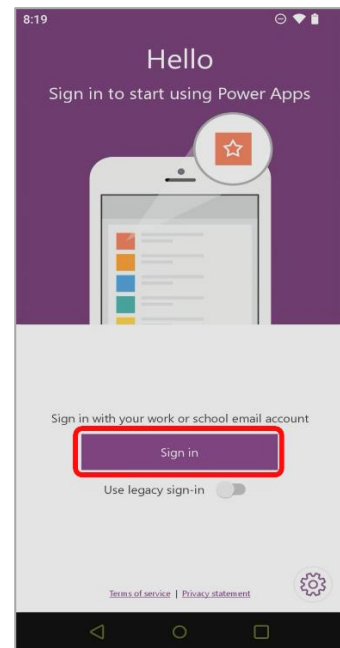 8:19
Hello
Sign in to start using Power Apps
Sign in with your work or school email account
Sign in
Use legacy sign-in
Terms of service | Privacy statement